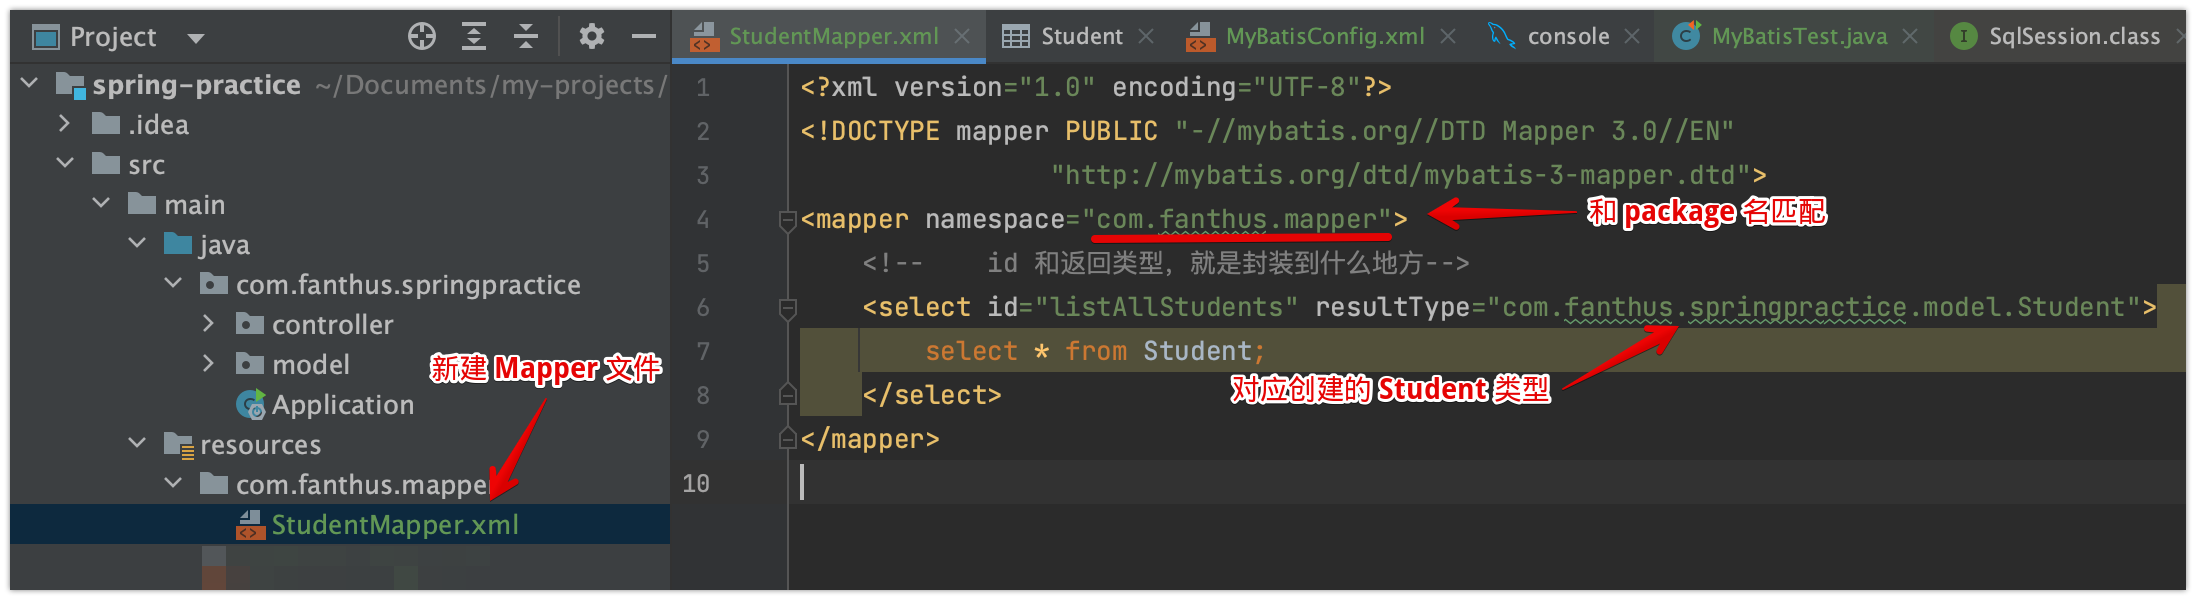 Project
StudentMapper.xml
Student
MyBatisConfig.xml
console
MyBatisTest.java
SqlSession.class
spring-practice ~/Documents/my-projects/
.idea
src
main
java
com.fanthus.springpractice
controller
model
Application
resources
com.fanthus.mapper
StudentMapper.xml
新建 Mapper 文件
1 <?xml version="1.0" encoding="UTF-8"?>
2 <!DOCTYPE mapper PUBLIC "-//mybatis.org//DTD Mapper 3.0//EN"
3 "http://mybatis.org/dtd/mybatis-3-mapper.dtd">
4 <mapper namespace="com.fanthus.mapper">
和 package 名匹配
5 <!-- id 和返回类型，就是封装到什么地方-->
6 <select id="listAllStudents" resultType="com.fanthus.springpractice.model.Student">
7 select * from Student;
对应创建的 Student 类型
8 </select>
9 </mapper>
10